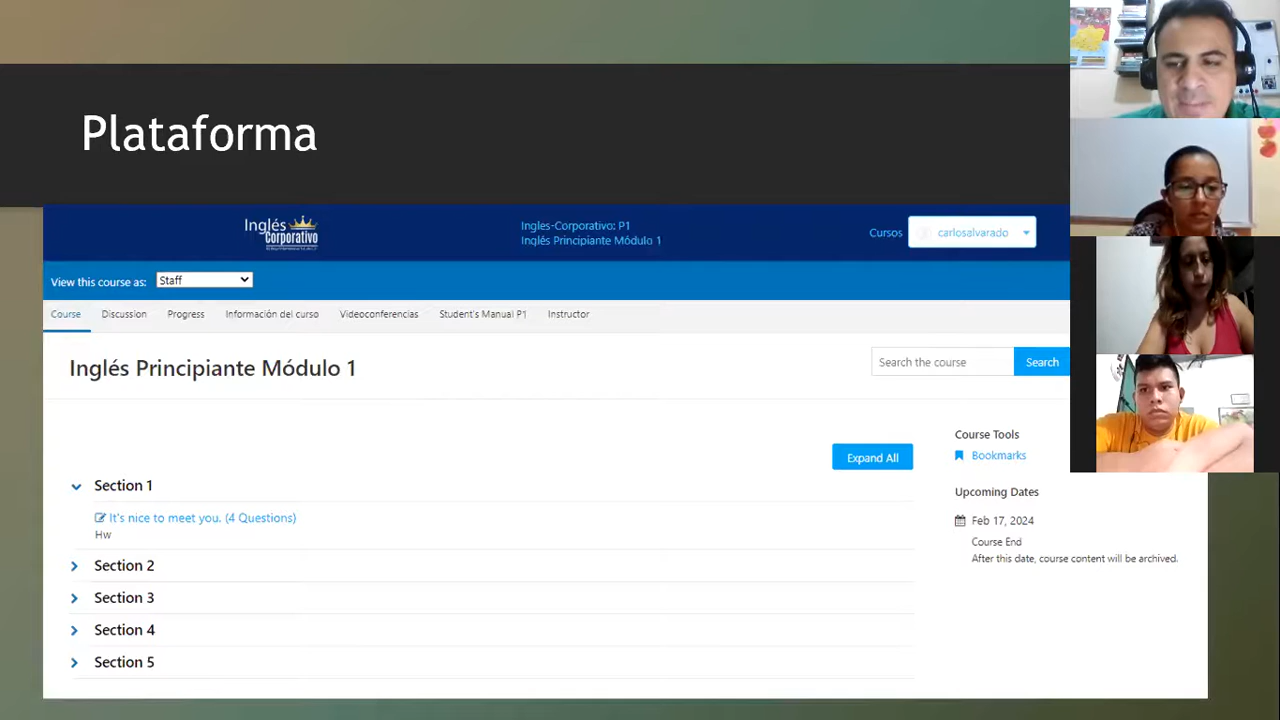 Plataforma
Inglés
Corporativo
Ingles-Corporativo: P1
Inglés Principiante Módulo 1
Cursos
carlosalvarado
View this course as:
Staff
Course
Discussion
Progress
Información del curso
Videoconferencias
Student's Manual P1
Instructor
Inglés Principiante Módulo 1
Search the course
Search
Expand All
Section 1
It's nice to meet you. (4 Questions)
Hw
Section 2
Section 3
Section 4
Section 5
Course Tools
Bookmarks
Upcoming Dates
Feb 17, 2024
Course End
After this date, course content will be archived.